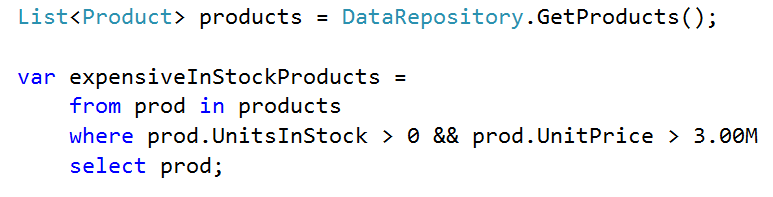 List<Product> products = DataRepository.GetProducts();
var expensiveInStockProducts =
from prod in products
where prod.UnitsInStock > 0 && prod.UnitPrice > 3.00M
select prod;